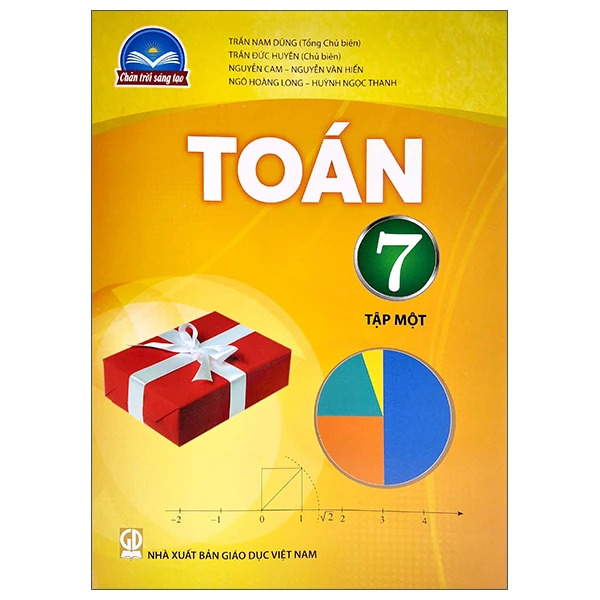 Chân trời sáng tạo
TRẦN NAM DŨNG (Tổng Chủ biên)
TRẦN ĐỨC HUYÊN (Chủ biên)
NGUYỄN CAM – NGUYỄN VĂN HIỂN
NGÔ HOÀNG LONG – HUỲNH NGỌC THANH
TOÁN
7
TẬP MỘT
-2 -1 0 1 √2 2 3 4
GD
NHÀ XUẤT BẢN GIÁO DỤC VIỆT NAM